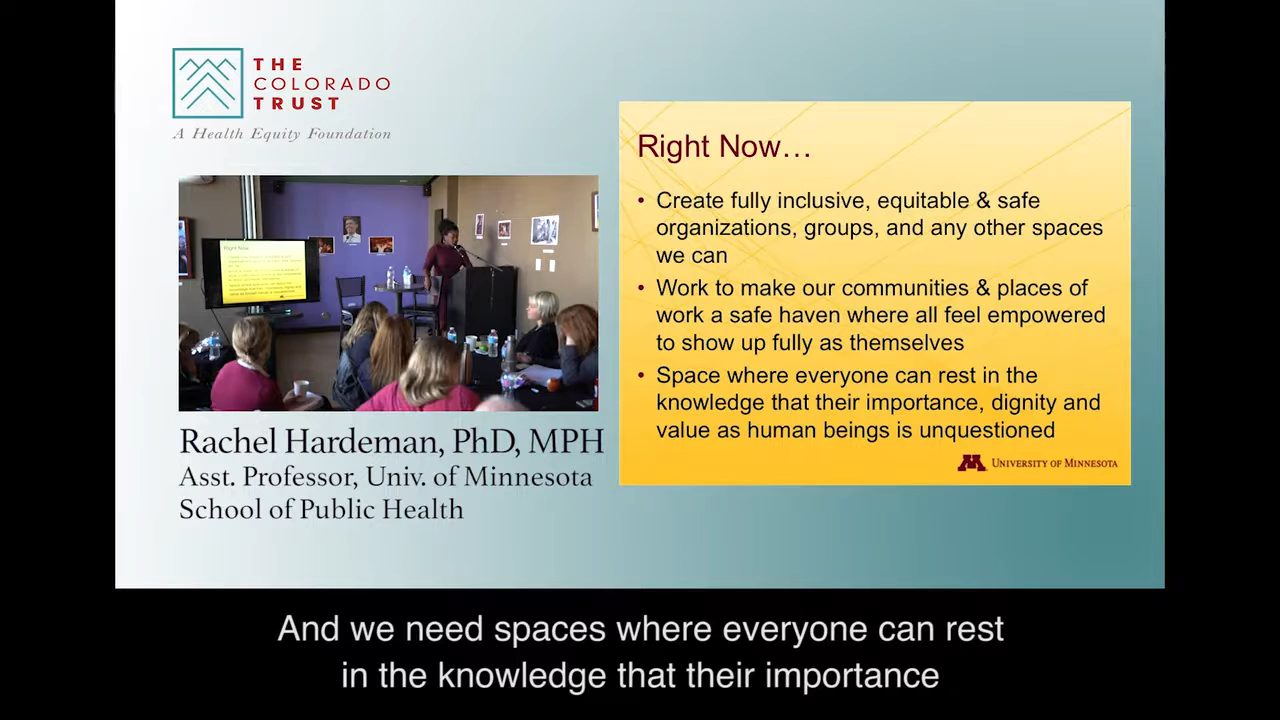 THE
COLORADO
TRUST
A Health Equity Foundation
Right Now…
Rachel Hardeman, PhD, MPH
Asst. Professor, Univ. of Minnesota
School of Public Health
Right Now…
• Create fully inclusive, equitable & safe
organizations, groups, and any other spaces
we can
• Work to make our communities & places of
work a safe haven where all feel empowered
to show up fully as themselves
• Space where everyone can rest in the
knowledge that their importance, dignity and
value as human beings is unquestioned
M UNIVERSITY OF MINNESOTA
And we need spaces where everyone can rest
in the knowledge that their importance